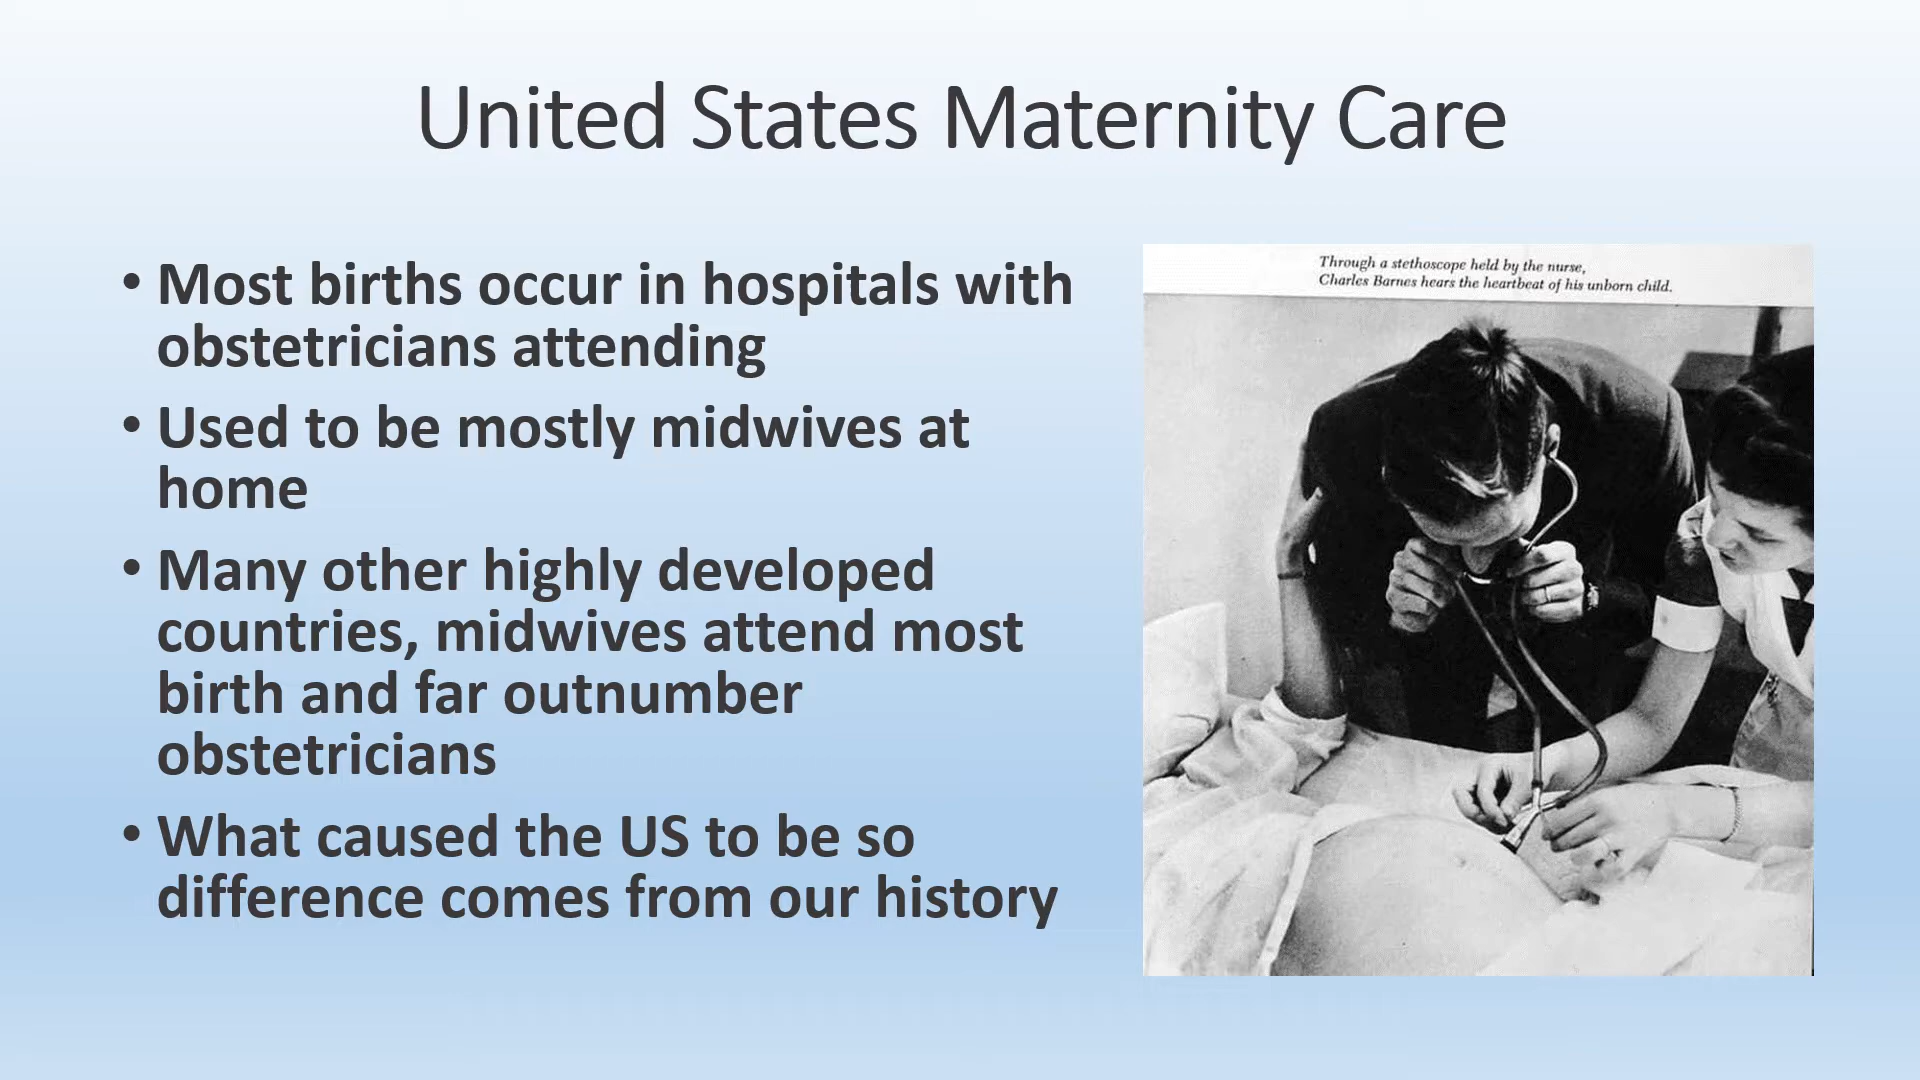 United States Maternity Care
• Most births occur in hospitals with
obstetricians attending
• Used to be mostly midwives at
home
• Many other highly developed
countries, midwives attend most
birth and far outnumber
obstetricians
• What caused the US to be so
difference comes from our history
Through a stethoscope held by the nurse,
Charles Barnes hears the heartbeat of his unborn child.